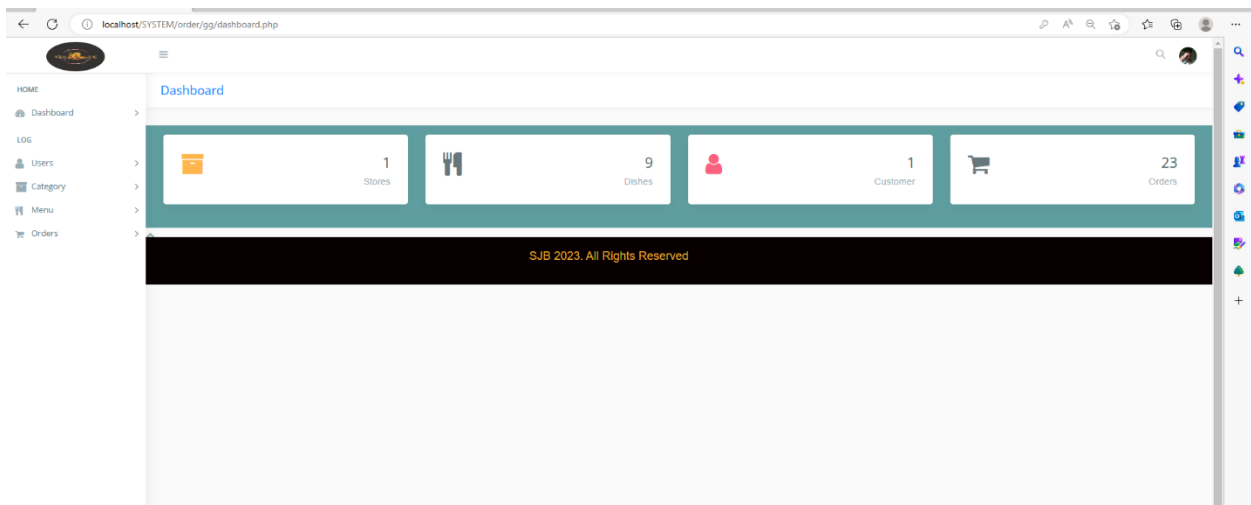 localhost/SYSTEM/order/gg/dashboard.php
HOME
Dashboard
Dashboard
LOG
Users
Category
Menu
Orders
1
Stores
9
Dishes
1
Customer
23
Orders
SJB 2023. All Rights Reserved